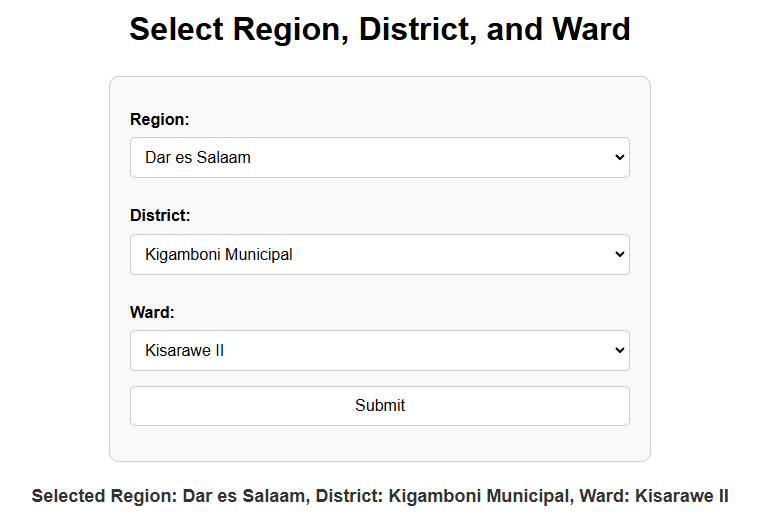 Select Region, District, and Ward
Region:
Dar es Salaam
District:
Kigamboni Municipal
Ward:
Kisarawe II
Submit
Selected Region: Dar es Salaam, District: Kigamboni Municipal, Ward: Kisarawe II